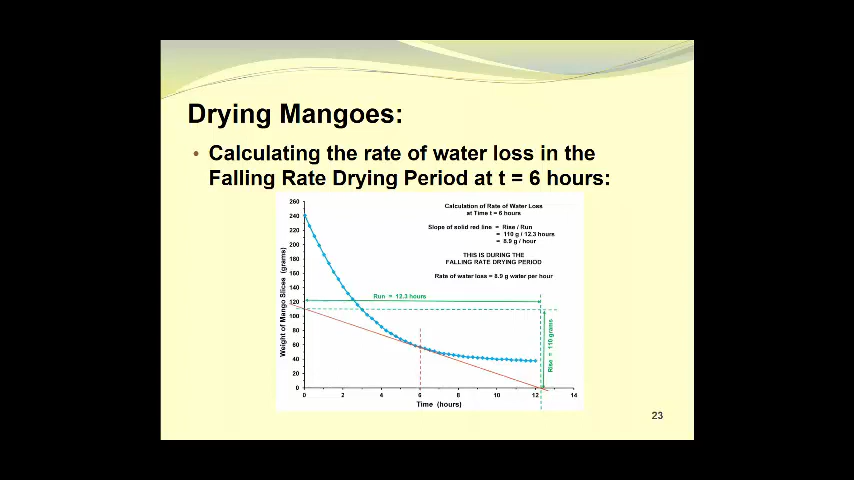 Drying Mangoes:
• Calculating the rate of water loss in the
Falling Rate Drying Period at t = 6 hours:
Calculation of Rate of Water Loss
at Time t = 6 hours
Slope of solid red line = Rise / Run
= 110 g / 12.3 hours
= 8.9 g / hour
THIS IS DURING THE
FALLING RATE DRYING PERIOD
Rate of water loss = 8.9 g water per hour
Weight of Mango Slices (grams)
260
240
220
200
180
160
140
120
100
80
60
40
20
0
Run = 12.3 hours
Rise = 110 grams
0 2 4 6 8 10 12 14
Time (hours)
23